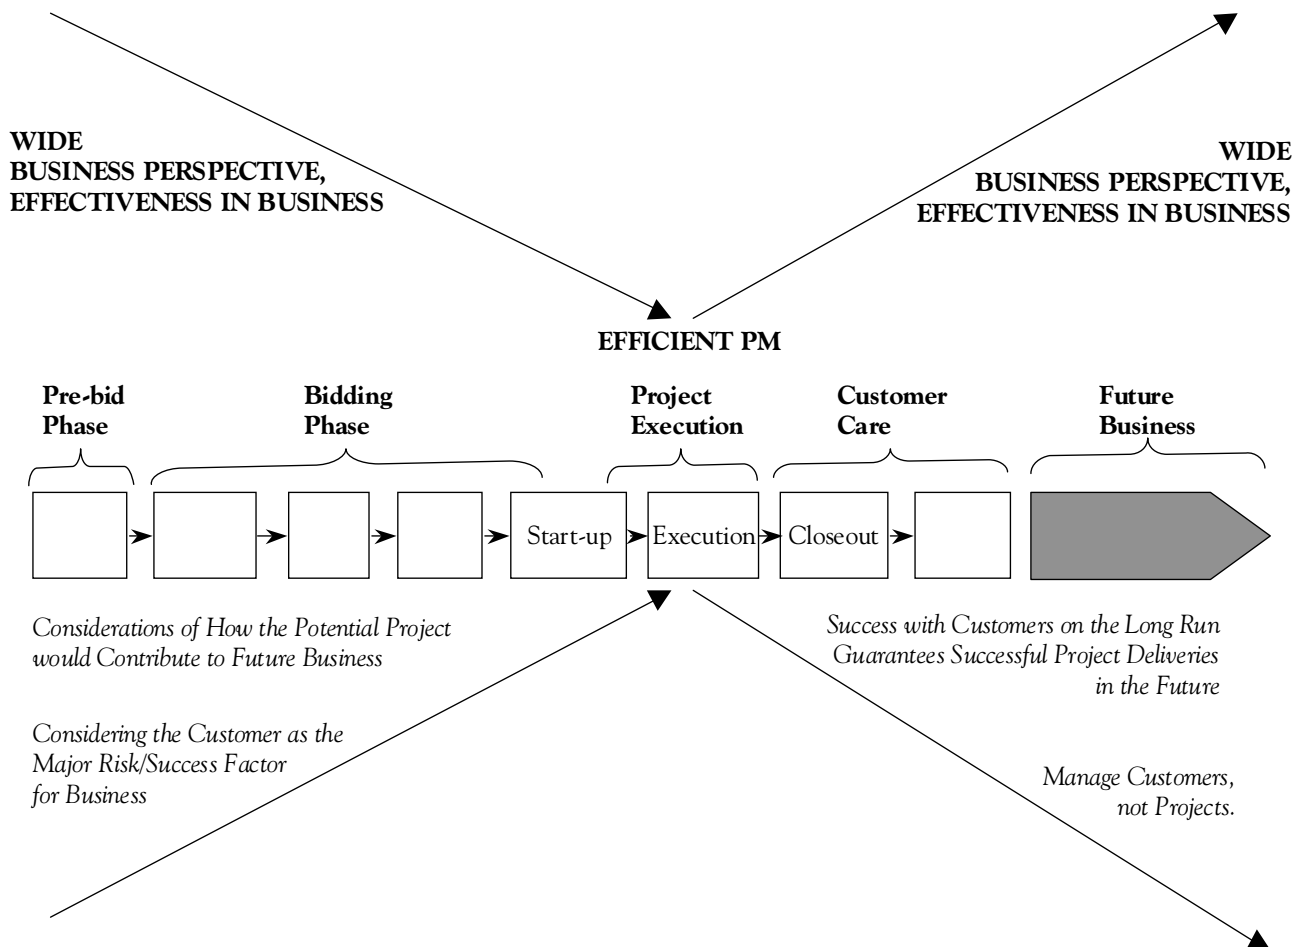 WIDE
BUSINESS PERSPECTIVE,
EFFECTIVENESS IN BUSINESS
WIDE
BUSINESS PERSPECTIVE,
EFFECTIVENESS IN BUSINESS
EFFICIENT PM
Pre-bid
Phase
Bidding
Phase
Project
Execution
Customer
Care
Future
Business
Start-up
Execution
Closeout
Considerations of How the Potential Project
would Contribute to Future Business
Considering the Customer as the
Major Risk/Success Factor
for Business
Success with Customers on the Long Run
Guarantees Successful Project Deliveries
in the Future
Manage Customers,
not Projects.